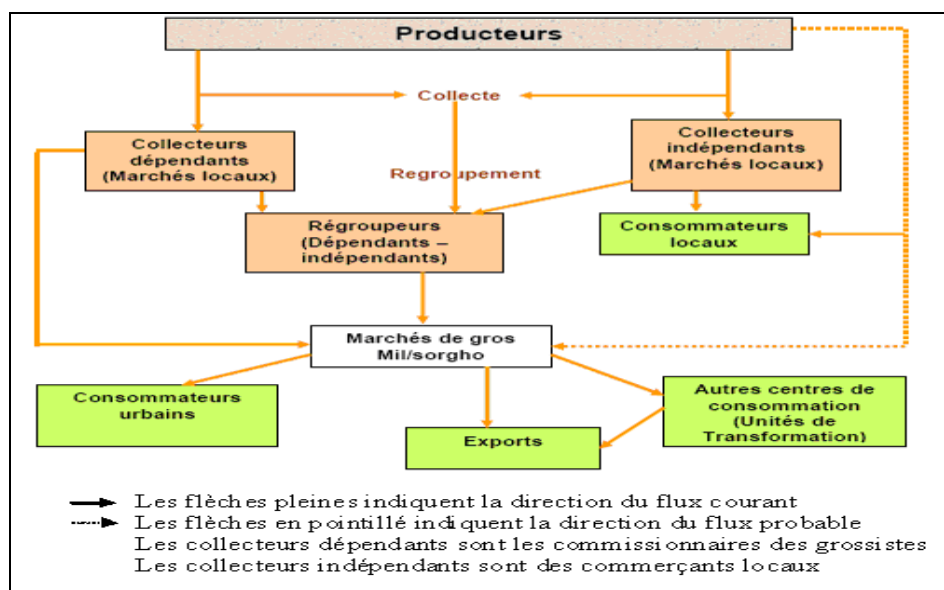 Producteurs
Collecte
Collecteurs
dépendants
(Marchés locaux)
Collecteurs
indépendants
(Marchés locaux)
Regroupement
Régroupeurs
(Dépendants –
indépendants)
Consommateurs
locaux
Marchés de gros
Mil/sorgho
Consommateurs
urbains
Exports
Autres centres de
consommation
(Unités de
Transformation)
Les flèches pleines indiquent la direction du flux courant
Les flèches en pointillé indiquent la direction du flux probable
Les collecteurs dépendants sont les commissionnaires des grossistes
Les collecteurs indépendants sont des commerçants locaux